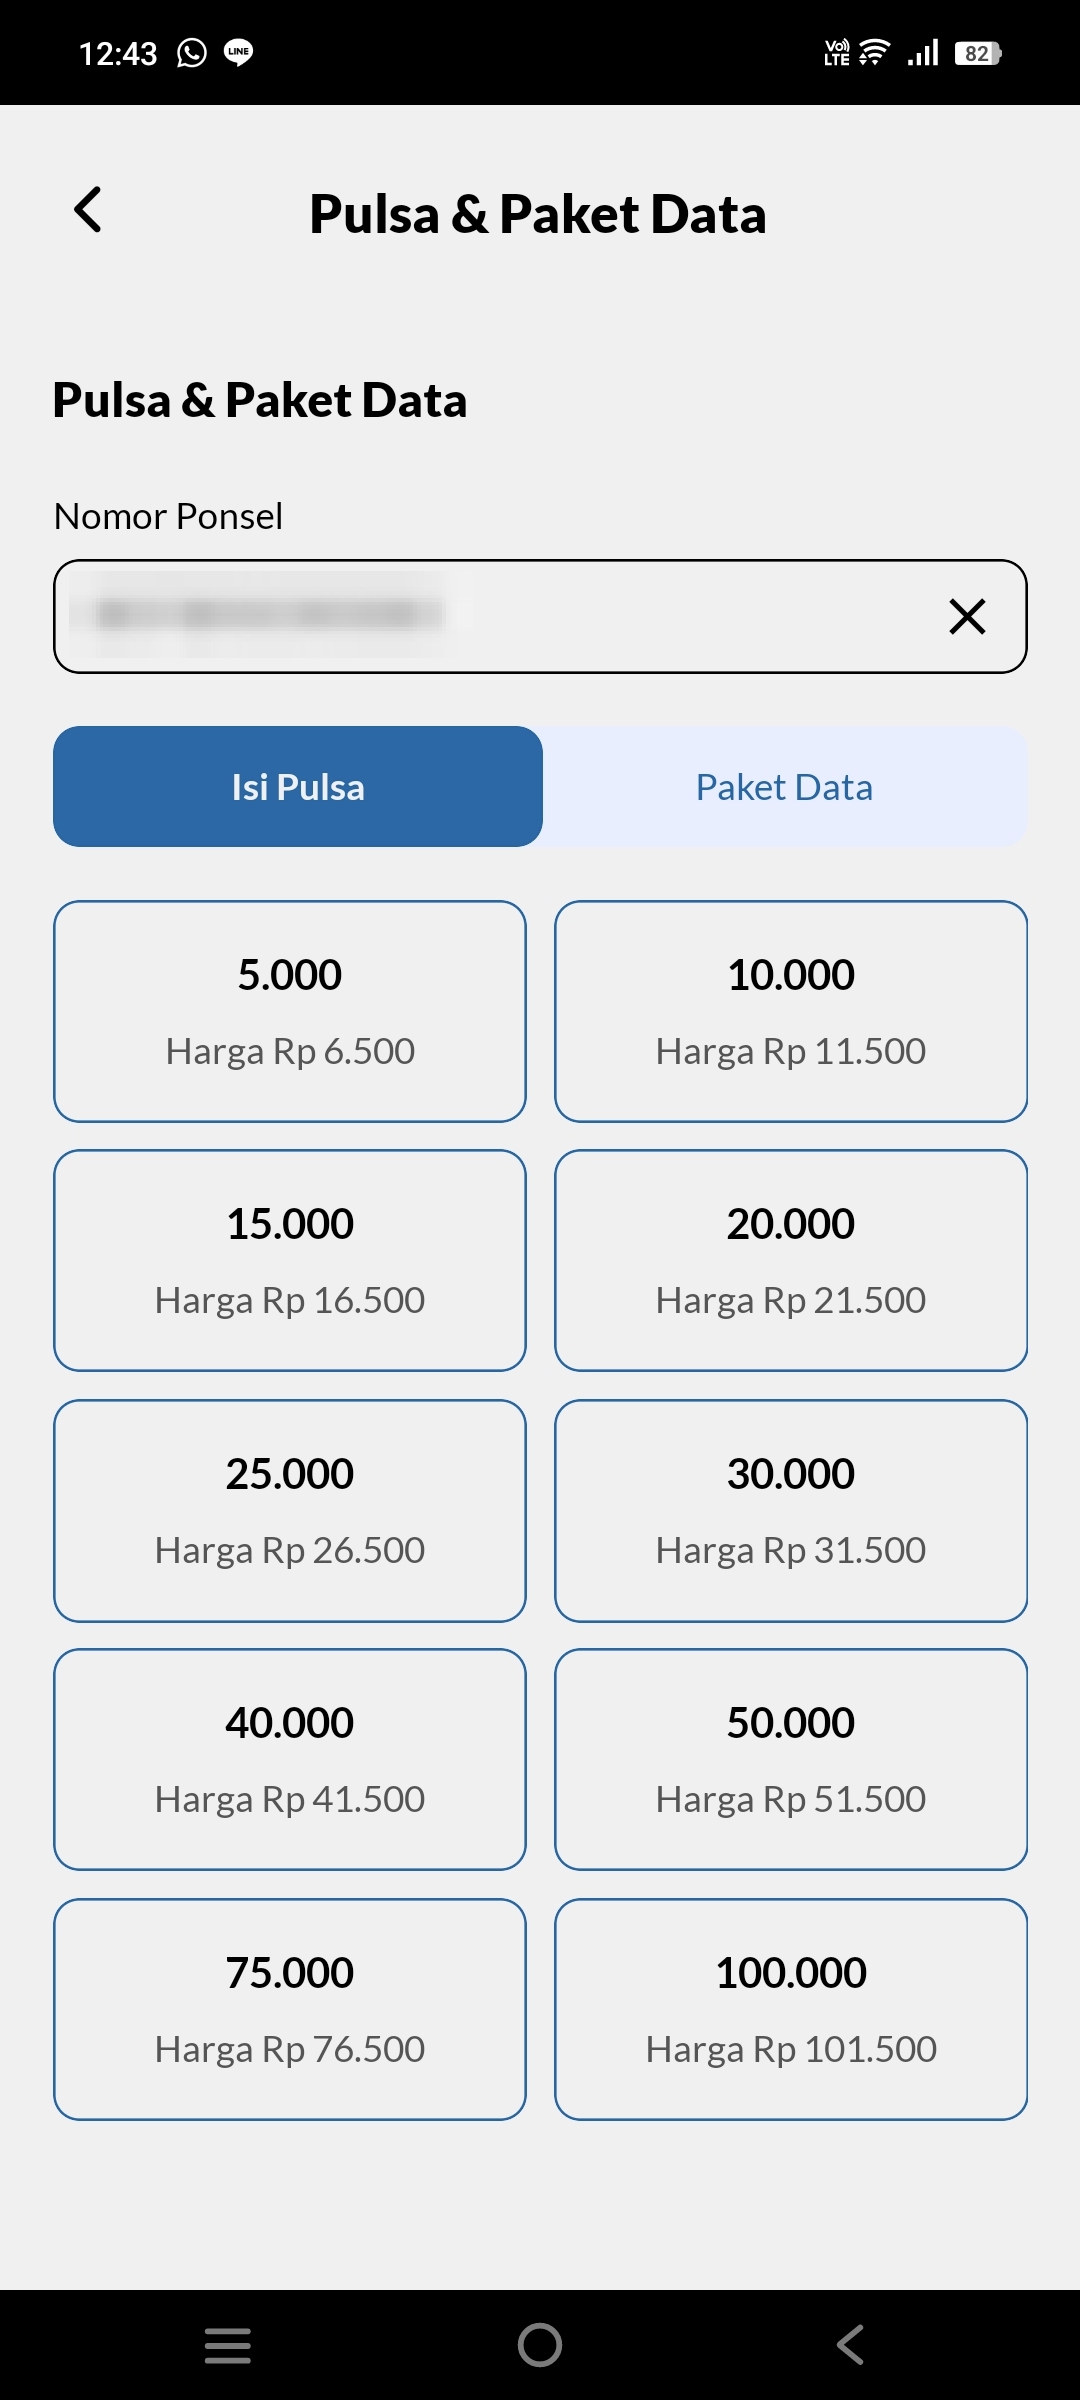 12:43 LINE Vo) LTE 82
Pulsa & Paket Data
Pulsa & Paket Data
Nomor Ponsel
Isi Pulsa Paket Data
5.000 10.000
Harga Rp 6.500 Harga Rp 11.500
15.000 20.000
Harga Rp 16.500 Harga Rp 21.500
25.000 30.000
Harga Rp 26.500 Harga Rp 31.500
40.000 50.000
Harga Rp 41.500 Harga Rp 51.500
75.000 100.000
Harga Rp 76.500 Harga Rp 101.500